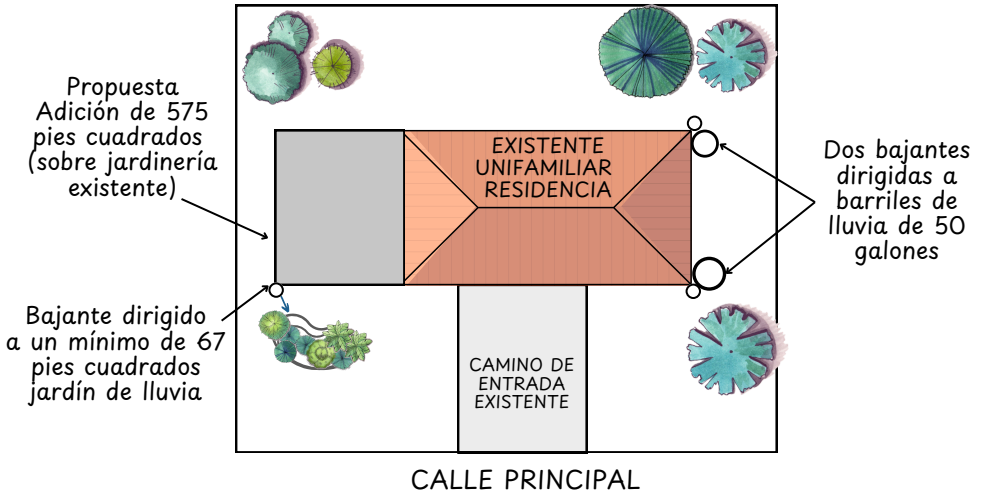 Propuesta
Adición de 575
pies cuadrados
(sobre jardinería
existente)
EXISTENTE
UNIFAMILIAR
RESIDENCIA
Dos bajantes
dirigidas a
barriles de
lluvia de 50
galones
Bajante dirigido
a un mínimo de 67
pies cuadrados
jardín de lluvia
CAMINO DE
ENTRADA
EXISTENTE
CALLE PRINCIPAL